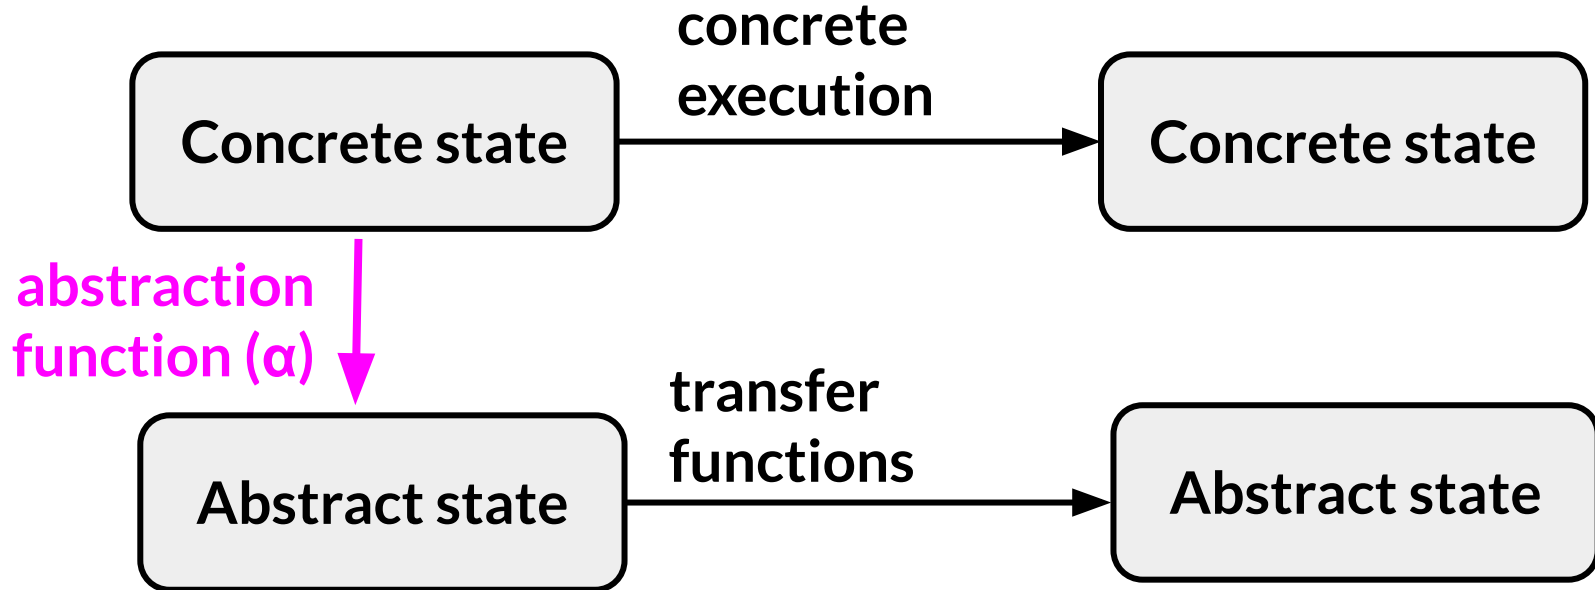 concrete
execution
Concrete state
Concrete state
abstraction
function (α)
transfer
functions
Abstract state
Abstract state